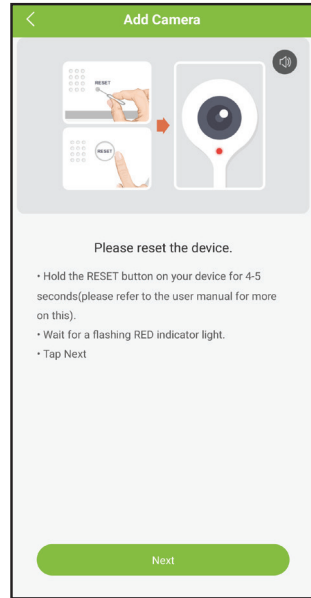 Add Camera
RESET
RESET
Please reset the device.
• Hold the RESET button on your device for 4-5
seconds(please refer to the user manual for more
on this).
• Wait for a flashing RED indicator light.
• Tap Next
Next